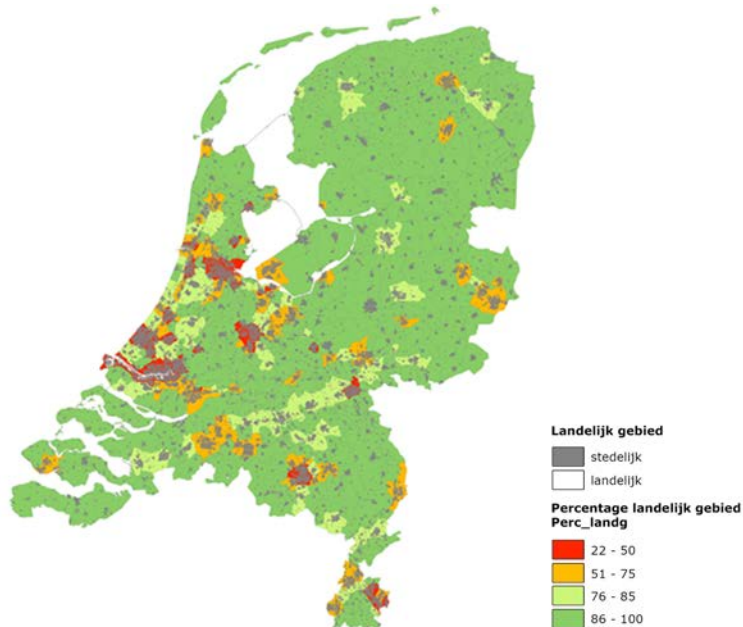 Landelijk gebied
stedelijk
landelijk
Percentage landelijk gebied
Perc_landg
22 - 50
51 - 75
76 - 85
86 - 100